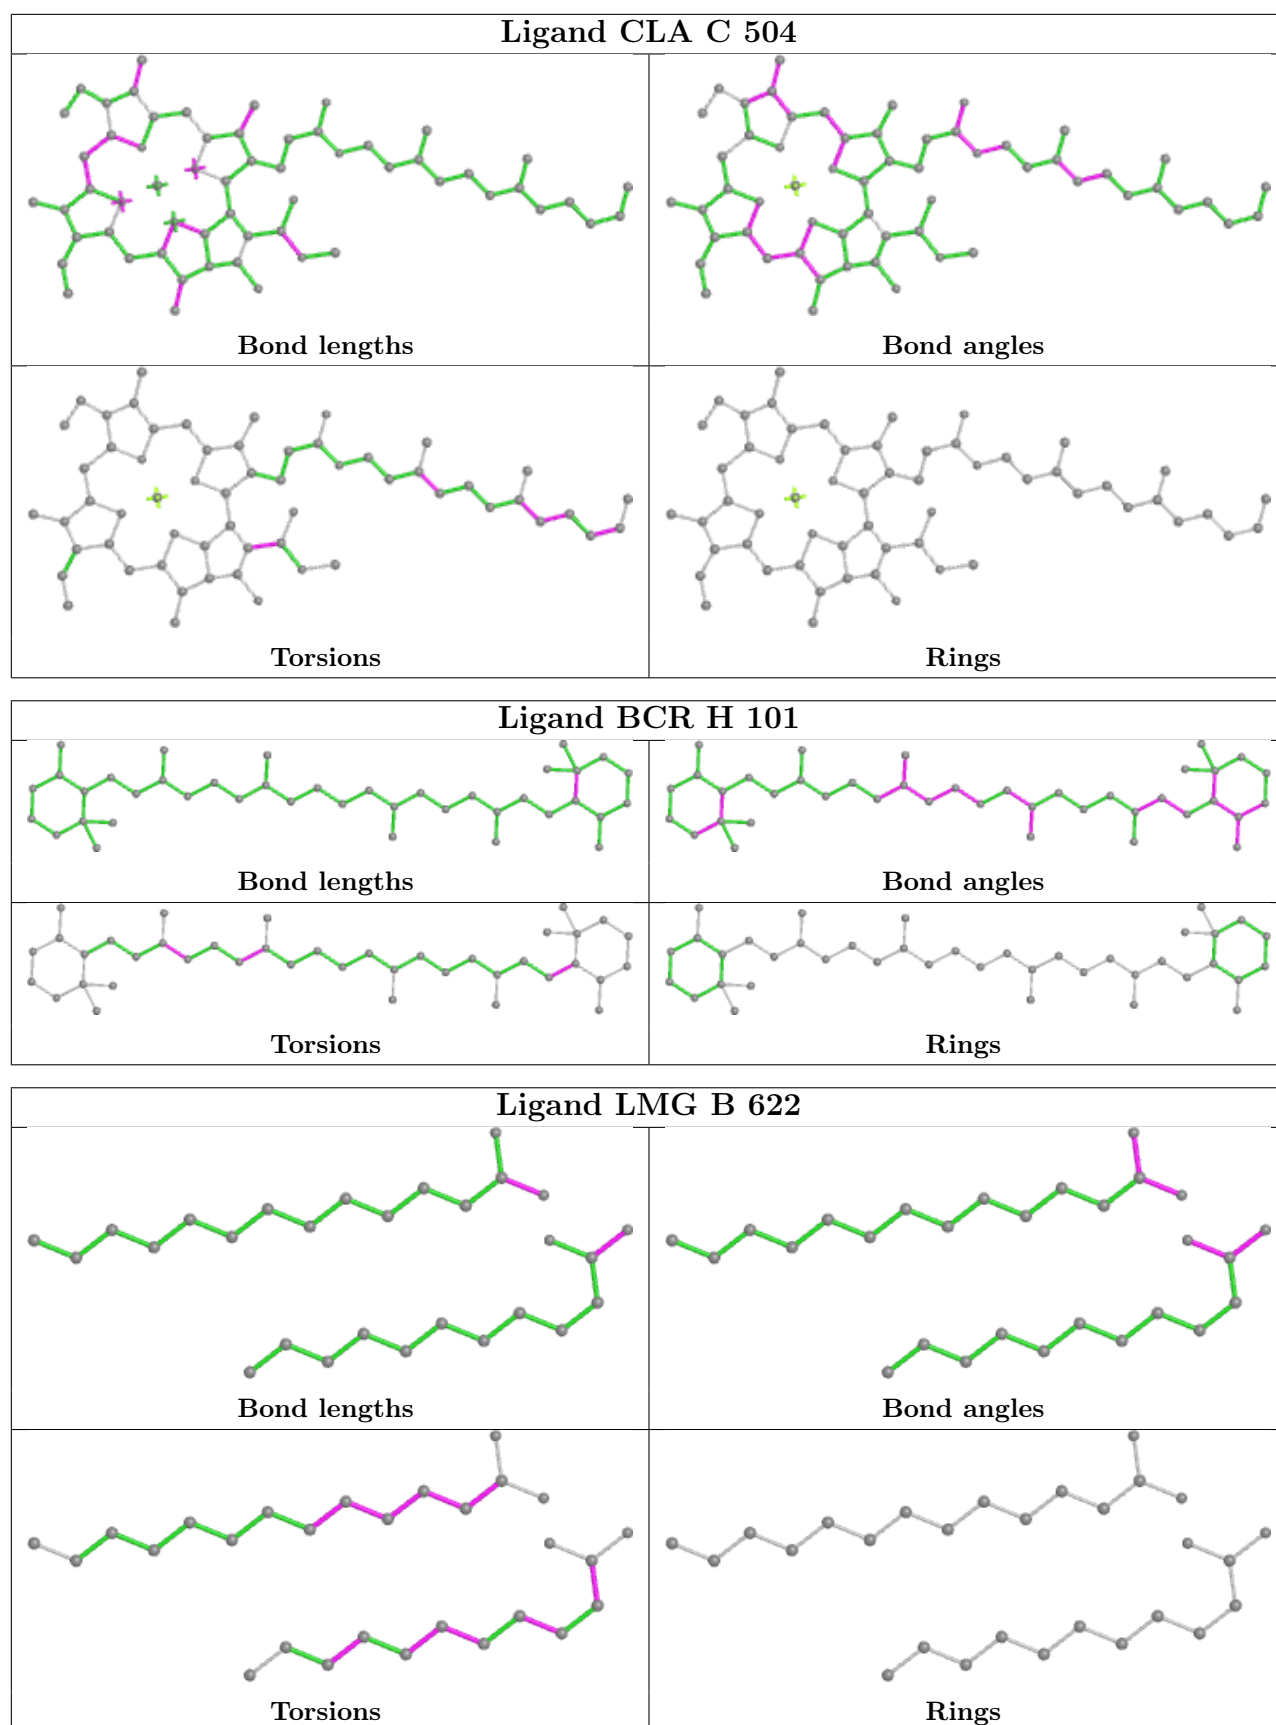 Ligand CLA C 504
Bond lengths
Bond angles
Torsions
Rings
Ligand BCR H 101
Bond lengths
Bond angles
Torsions
Rings
Ligand LMG B 622
Bond lengths
Bond angles
Torsions
Rings